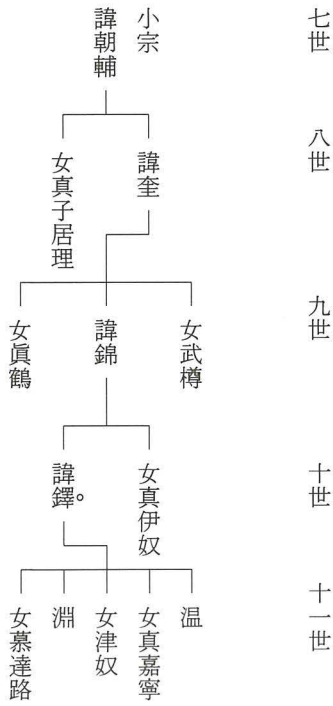 七世
八世
九世
十世
十一世
小宗
諱朝輔
諱奎
女真子居理
女武樽
諱錦
女眞鶴
女真伊奴
諱鐸。
温
女真嘉寧
女津奴
淵
女慕達路